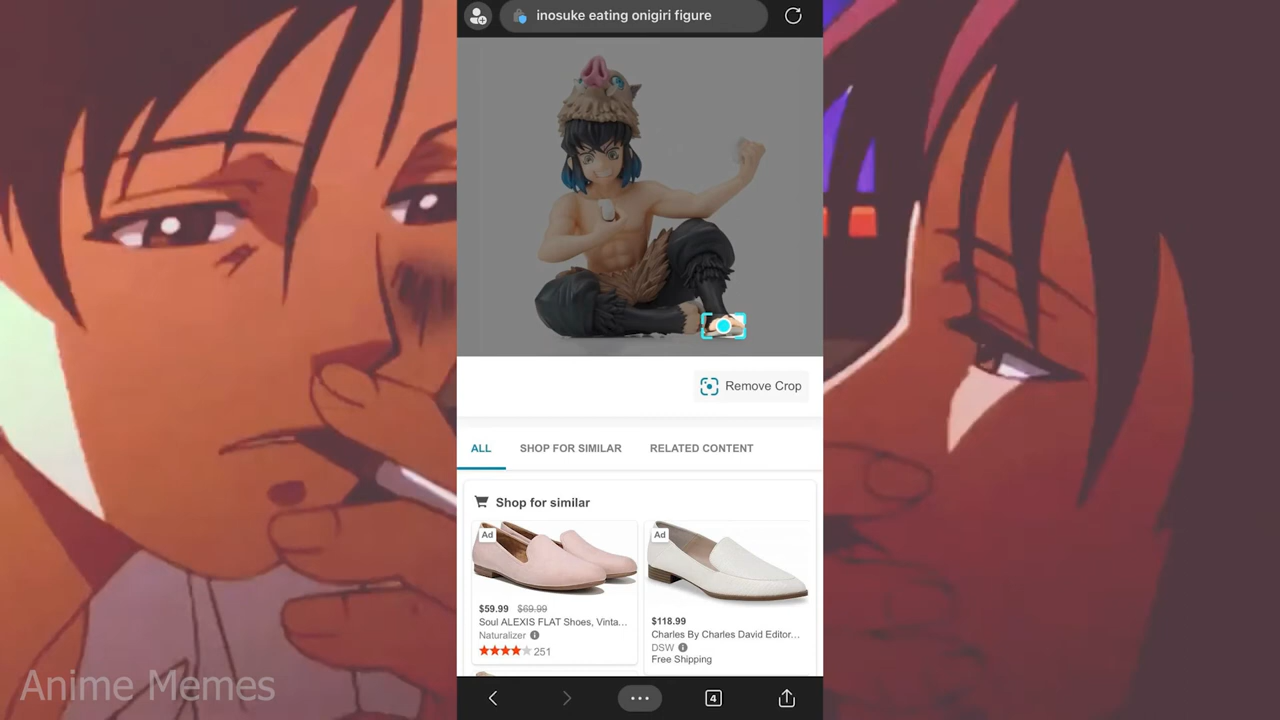 inosuke eating onigiri figure
Remove Crop
ALL SHOP FOR SIMILAR RELATED CONTENT
Shop for similar
Ad
$59.99 $69.99
Soul ALEXIS FLAT Shoes, Vinta...
Naturalizer
251
Ad
$118.99
Charles By Charles David Editor...
DSW
Free Shipping
4
Anime Memes